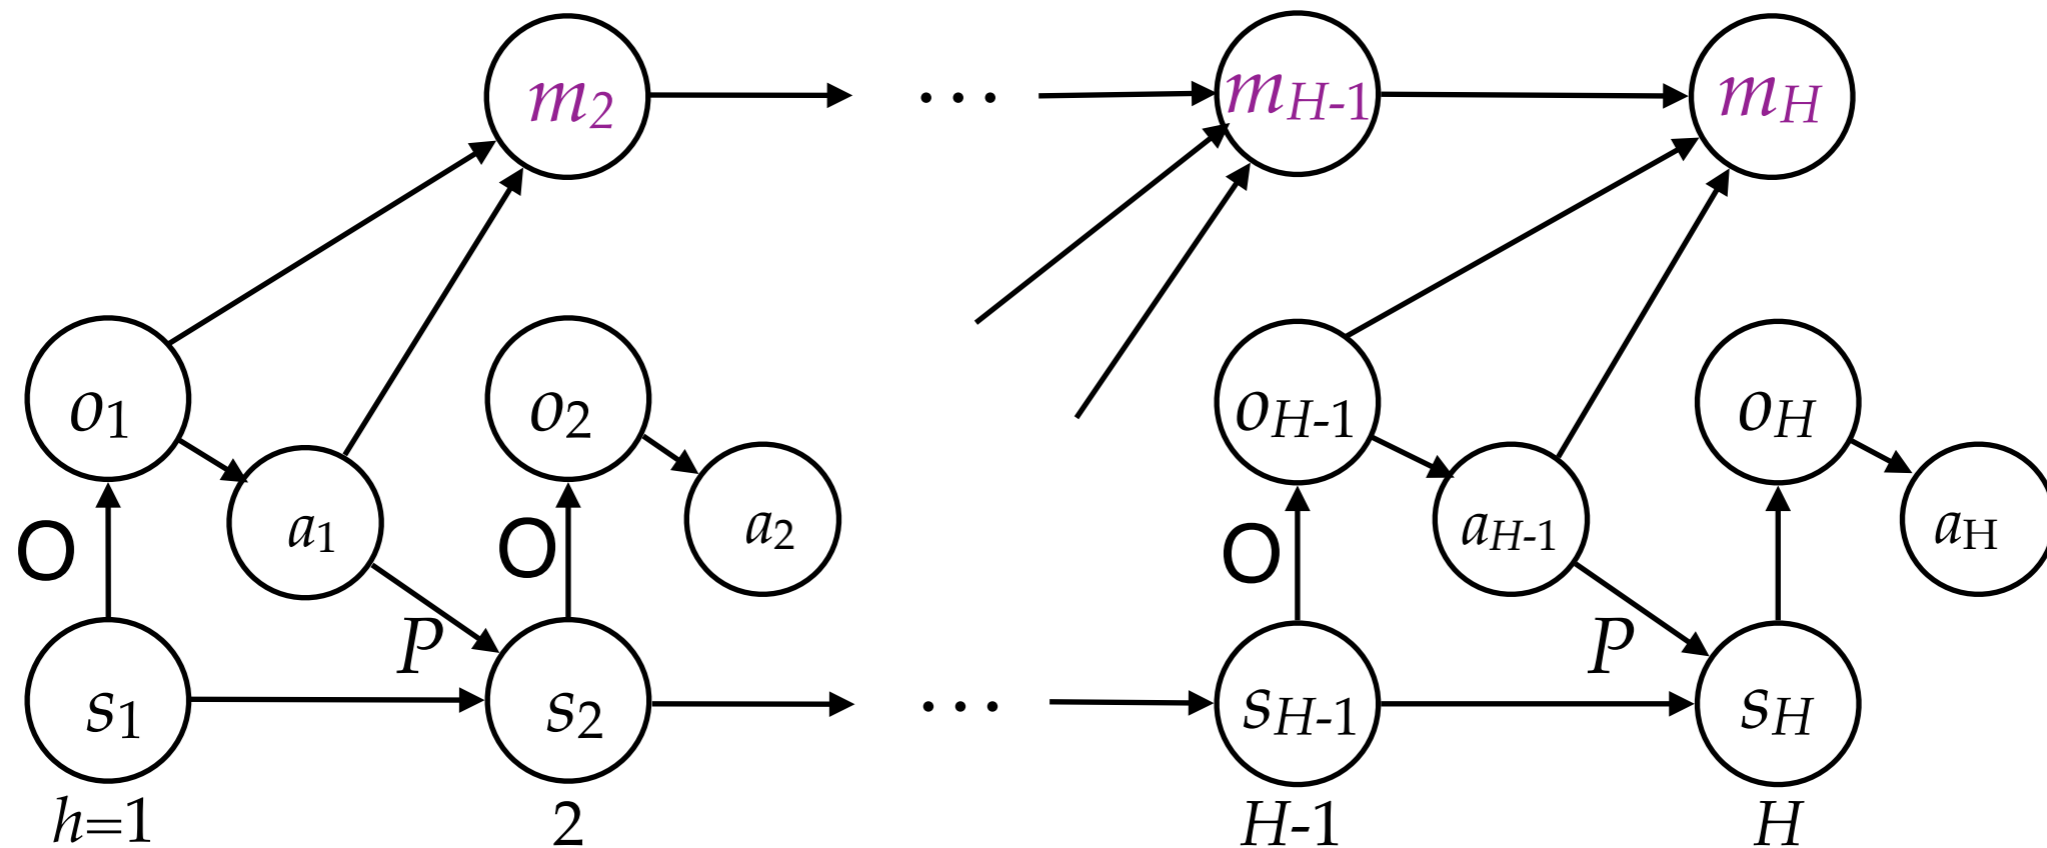 m2 ... mH-1 mH
o1 o2 oH-1 oH
a1 a2 aH-1 aH
O O O
P P
s1 s2 ... sH-1 sH
h=1 2 H-1 H